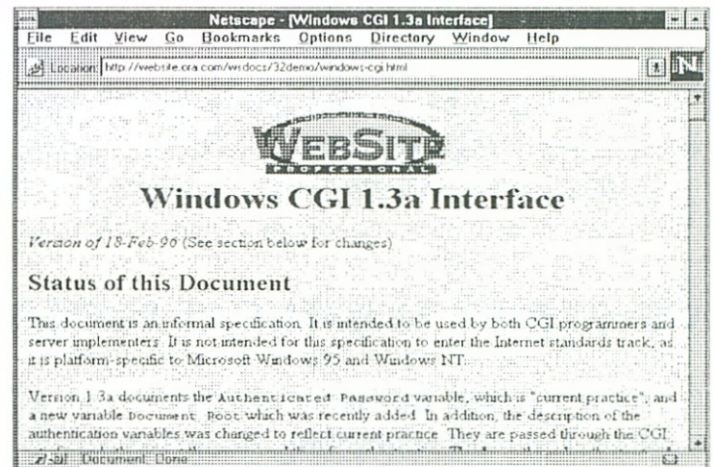 Netscape - [Windows CGI 1.3a Interface]
File Edit View Go Bookmarks Options Directory Window Help
Location: http://website.ora.com/wsdocs/32demo/windows-cgi.html
N
WEBSITE
PROFESSIONAL
Windows CGI 1.3a Interface
Version of 18-Feb-96 (See section below for changes)
Status of this Document
This document is an informal specification. It is intended to be used by both CGI programmers and
server implementers. It is not intended for this specification to enter the Internet standards track, as
it is platform-specific to Microsoft Windows 95 and Windows NT.
Version 1.3a documents the Authenticated Password variable, which is "current practice", and
a new variable Document Root which was recently added. In addition, the description of the
authentication variables was changed to reflect current practice. They are passed through the CGI
Document: Done